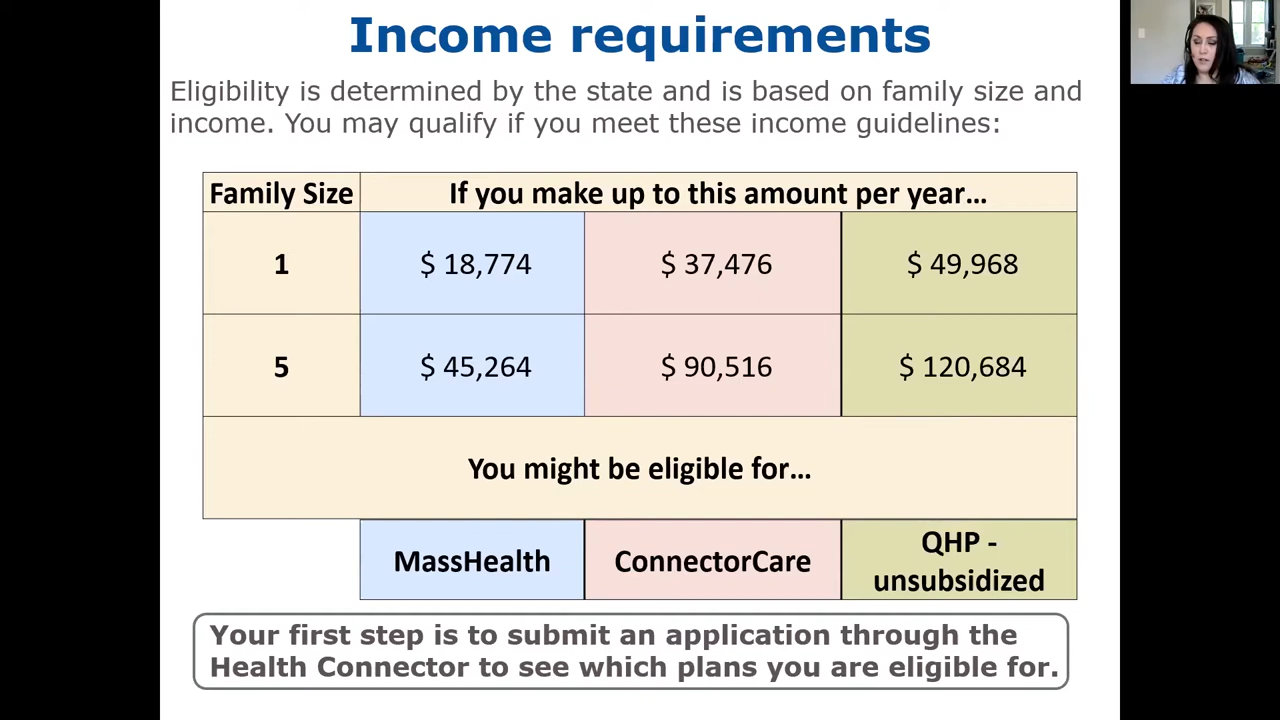 Income requirements
Eligibility is determined by the state and is based on family size and
income. You may qualify if you meet these income guidelines:
Family Size If you make up to this amount per year...
1 $ 18,774 $ 37,476 $ 49,968
5 $ 45,264 $ 90,516 $ 120,684
You might be eligible for...
MassHealth ConnectorCare QHP -
unsubsidized
Your first step is to submit an application through the
Health Connector to see which plans you are eligible for.